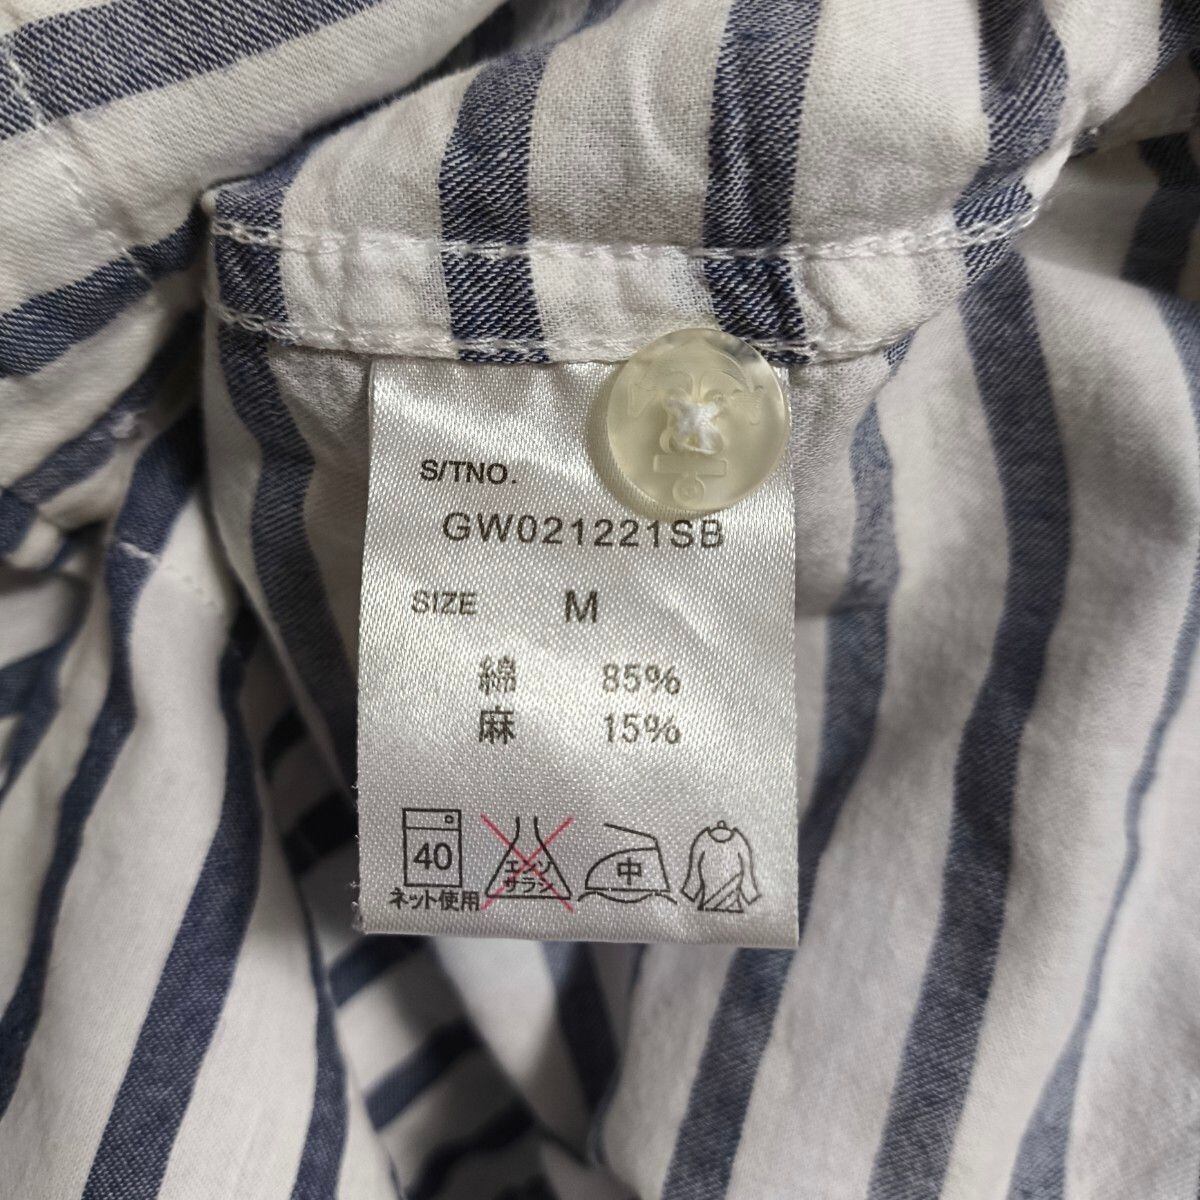 S/TNO.
GW021221SB
SIZE M
綿 85%
麻 15%
40
ネット使用
エンソ
サラシ
中